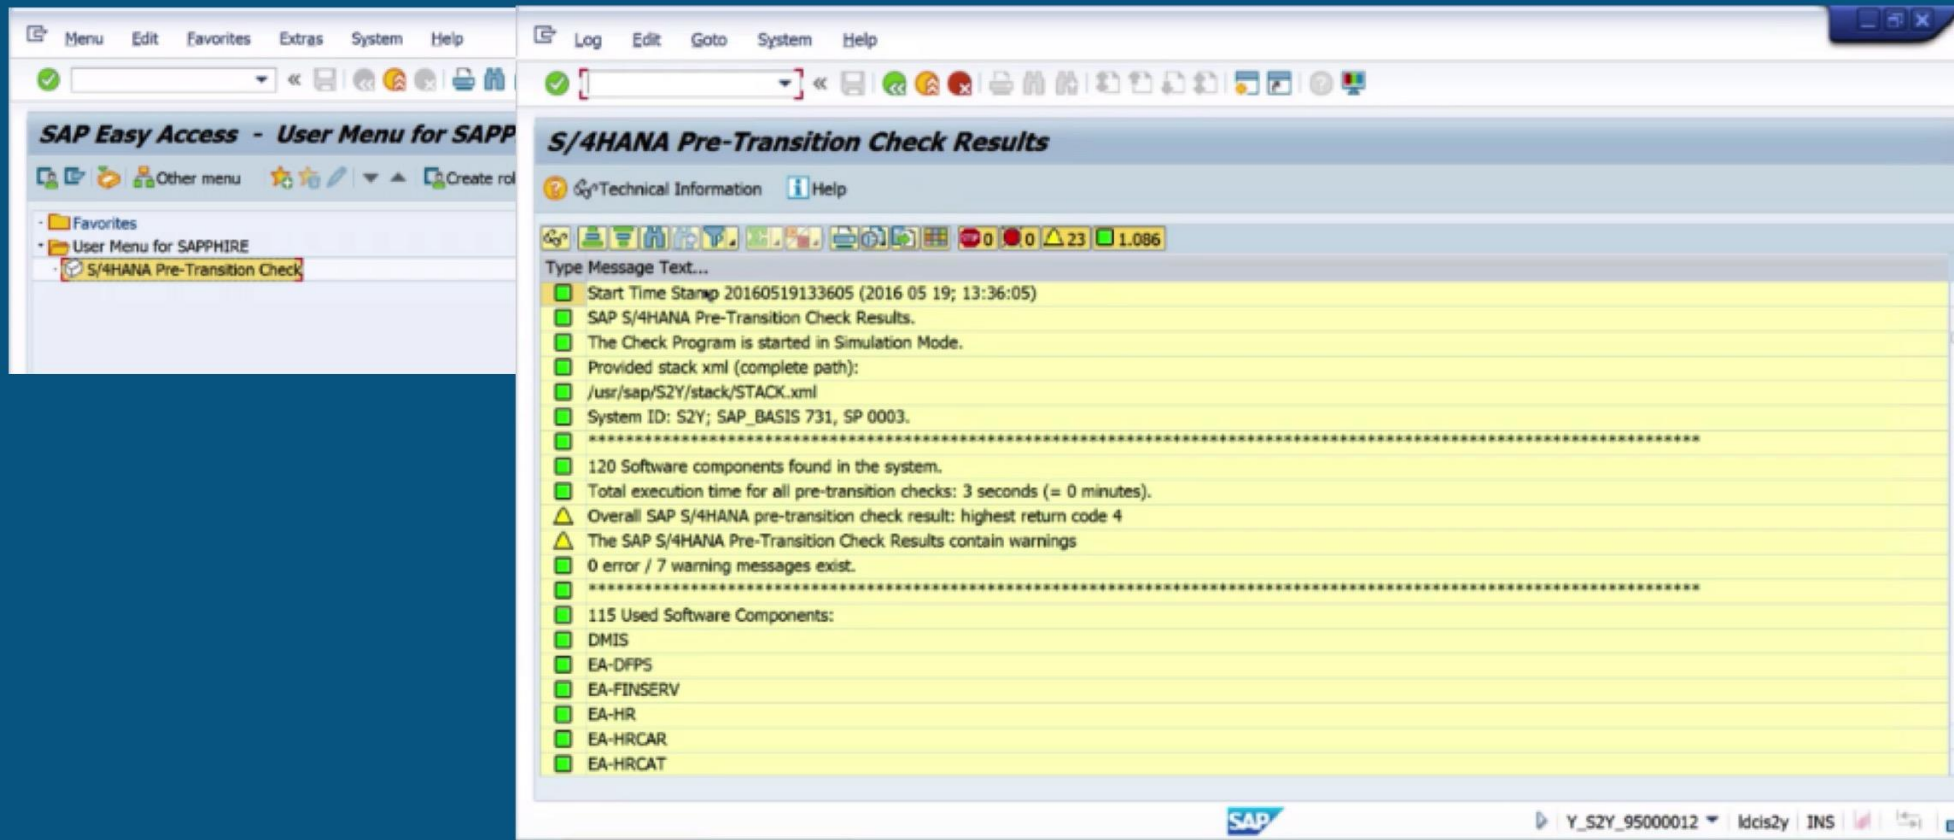 Menu Edit Favorites Extras System Help
SAP Easy Access - User Menu for SAPP
Other menu Create rol
Favorites
User Menu for SAPPHIRE
S/4HANA Pre-Transition Check
Log Edit Goto System Help
S/4HANA Pre-Transition Check Results
Technical Information Help
0 0 23 1.086
Type Message Text...
Start Time Stamp 20160519133605 (2016 05 19; 13:36:05)
SAP S/4HANA Pre-Transition Check Results.
The Check Program is started in Simulation Mode.
Provided stack xml (complete path):
/usr/sap/S2Y/stack/STACK.xml
System ID: S2Y; SAP_BASIS 731, SP 0003.
************************************************************************************************************************
120 Software components found in the system.
Total execution time for all pre-transition checks: 3 seconds (= 0 minutes).
Overall SAP S/4HANA pre-transition check result: highest return code 4
The SAP S/4HANA Pre-Transition Check Results contain warnings
0 error / 7 warning messages exist.
************************************************************************************************************************
115 Used Software Components:
DMIS
EA-DFPS
EA-FINSERV
EA-HR
EA-HRCAR
EA-HRCAT
SAP
Y_S2Y_95000012 ldcis2y INS